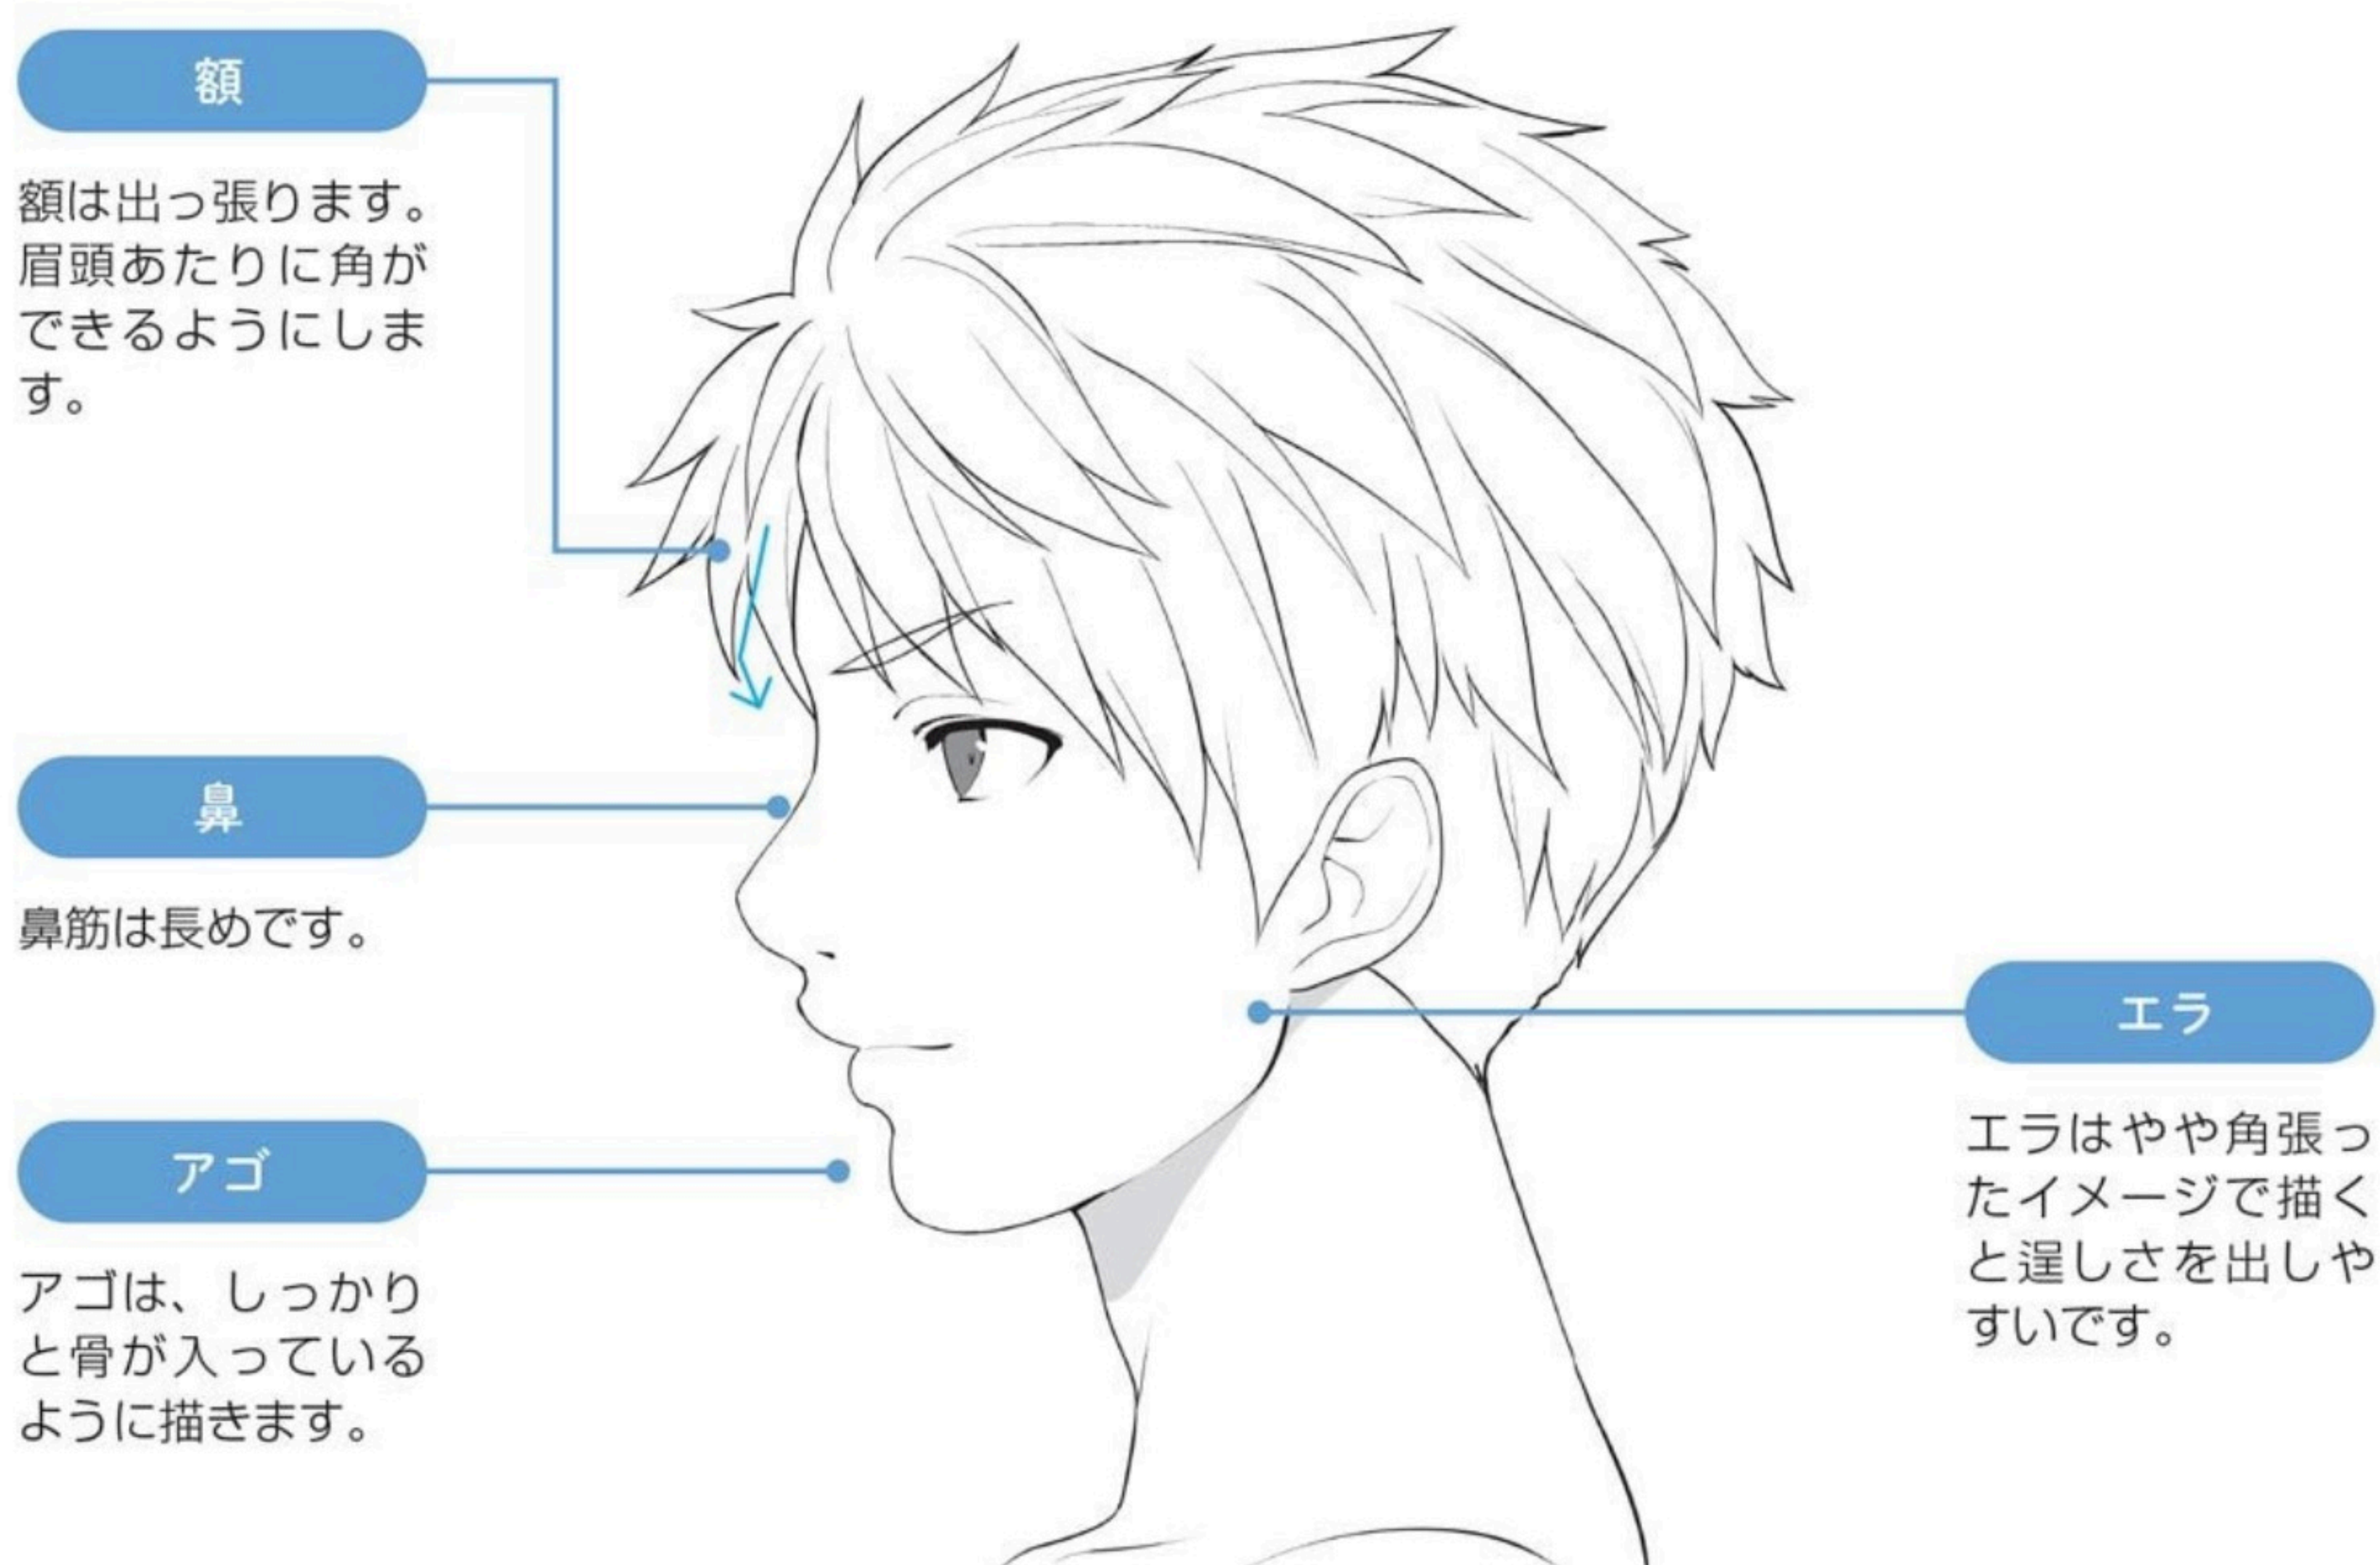 額
額は出っ張ります。
眉頭あたりに角が
できるようにしま
す。
鼻
鼻筋は長めです。
アゴ
アゴは、しっかり
と骨が入っている
ように描きます。
エラ
エラはやや角張っ
たイメージで描く
と逞しさを出しや
すいです。